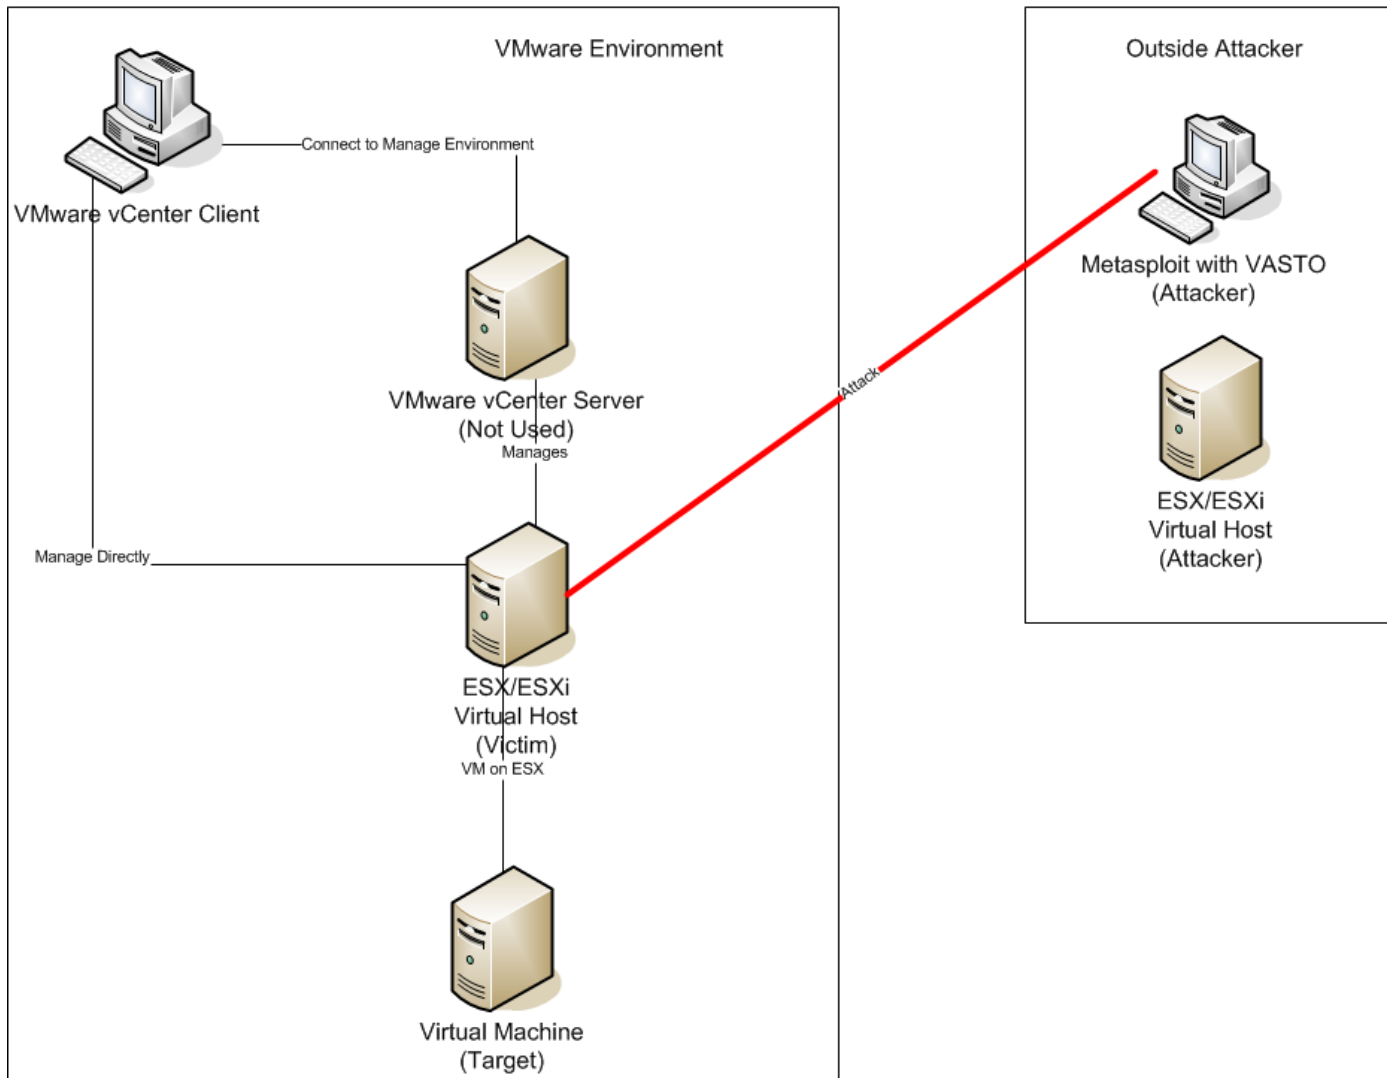 VMware Environment
Outside Attacker
Connect to Manage Environment
VMware vCenter Client
Metasploit with VASTO
(Attacker)
Attack
VMware vCenter Server
(Not Used)
Manages
ESX/ESXi
Virtual Host
(Attacker)
Manage Directly
ESX/ESXi
Virtual Host
(Victim)
VM on ESX
Virtual Machine
(Target)